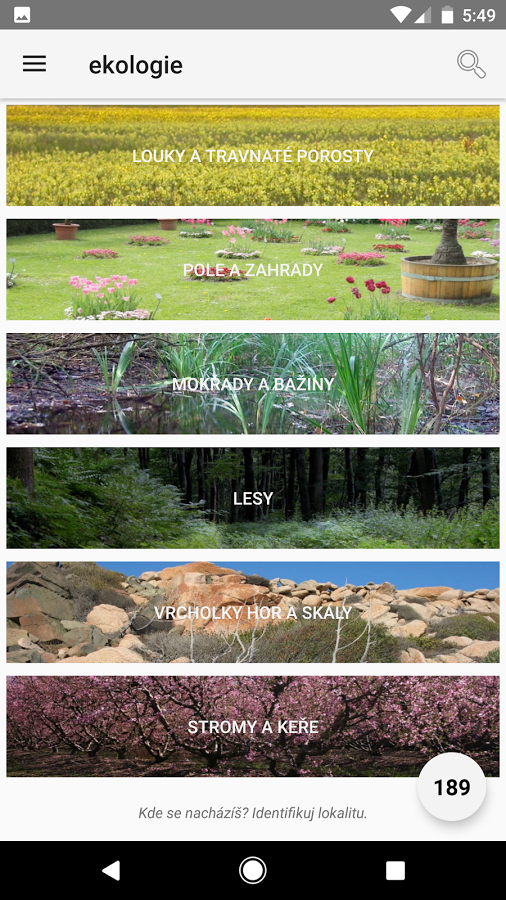 5:49
ekologie
LOUKY A TRAVNATÉ POROSTY
POLE A ZAHRADY
MOKŘADY A BAŽINY
LESY
VRCHOLKY HOR A SKÁLY
STROMY A KEŘE
189
Kde se nacházíš? Identifikuj lokalitu.